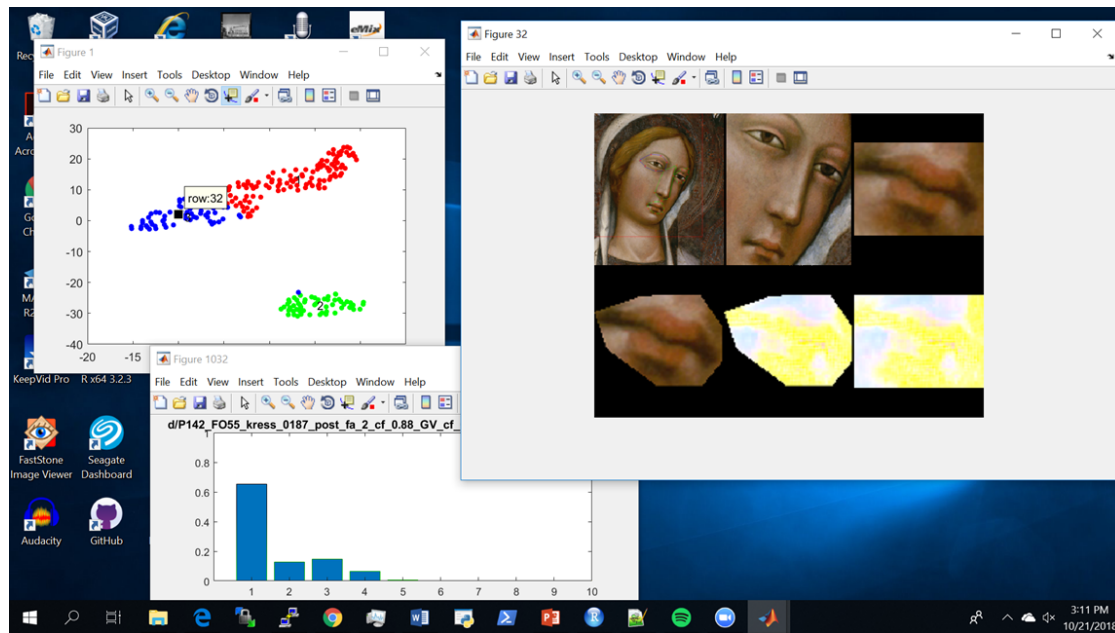 eMix
Figure 1
File Edit View Insert Tools Desktop Window Help
30
20
10
0
-10
-20
-30
-40
-20
-15
row:32
1
2
Figure 32
File Edit View Insert Tools Desktop Window Help
KeepVid Pro
R x64 3.2.3
Figure 1032
File Edit View Insert Tools Desktop Window Help
d/P142_FO55_kress_0187_post_fa_2_cf_0.88_GV_cf_
1
0.8
0.6
0.4
0.2
0
1 2 3 4 5 6 7 8 9 10
FastStone
Image Viewer
Seagate
Dashboard
Audacity
GitHub
3:11 PM
10/21/2018